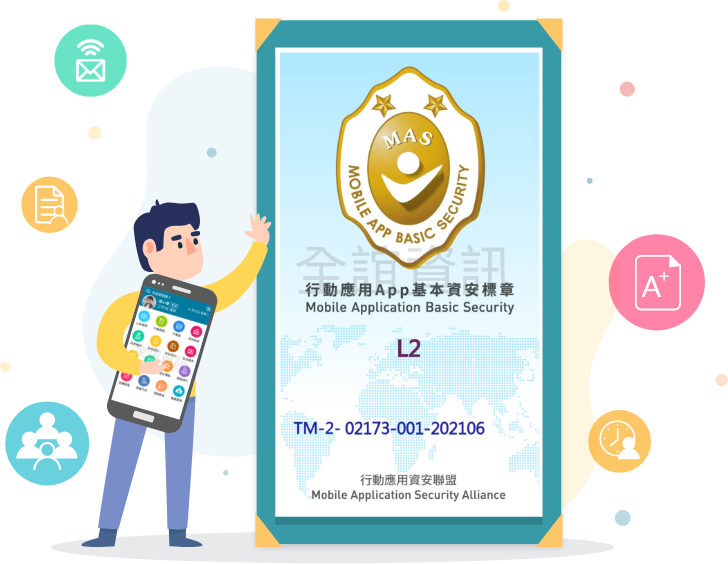 MAS
MOBILE APP BASIC SECURITY
全誼資訊
行動應用App基本資安標章
Mobile Application Basic Security
L2
TM-2- 02173-001-202106
行動應用資安聯盟
Mobile Application Security Alliance
A+